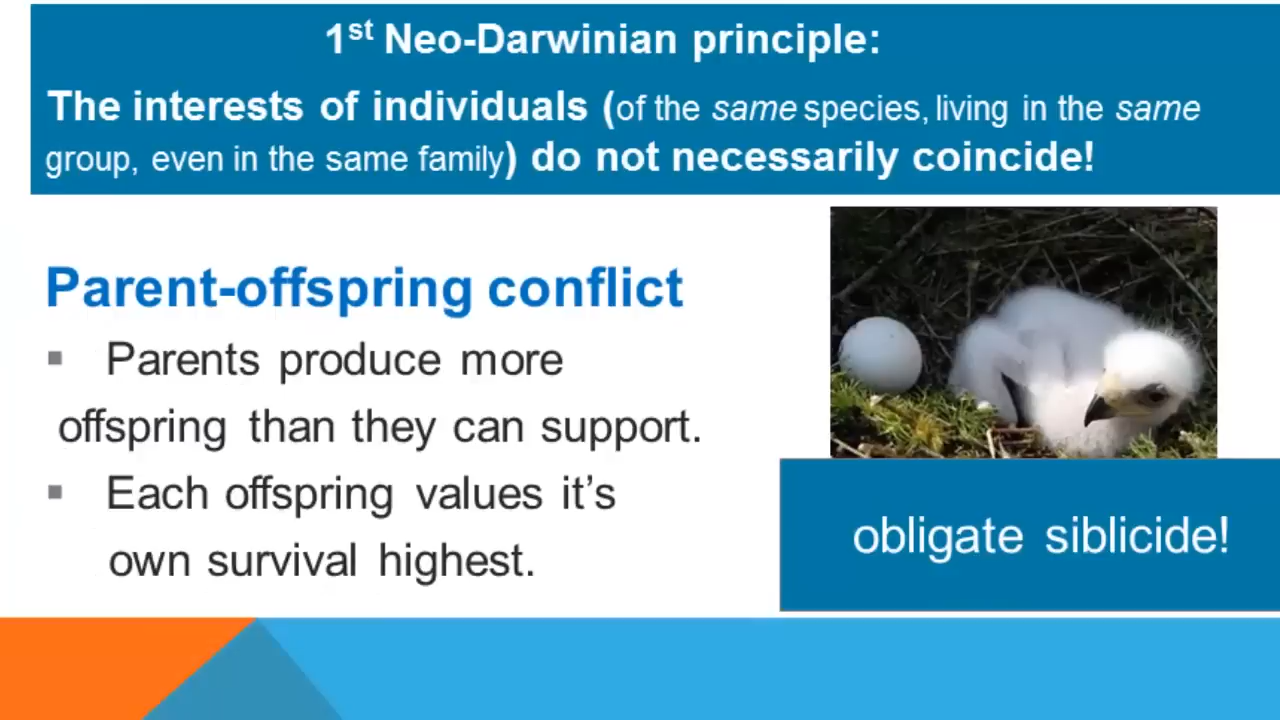 1st Neo-Darwinian principle:
The interests of individuals (of the same species, living in the same
group, even in the same family) do not necessarily coincide!
Parent-offspring conflict
▪ Parents produce more
offspring than they can support.
▪ Each offspring values it's
own survival highest.
obligate siblicide!